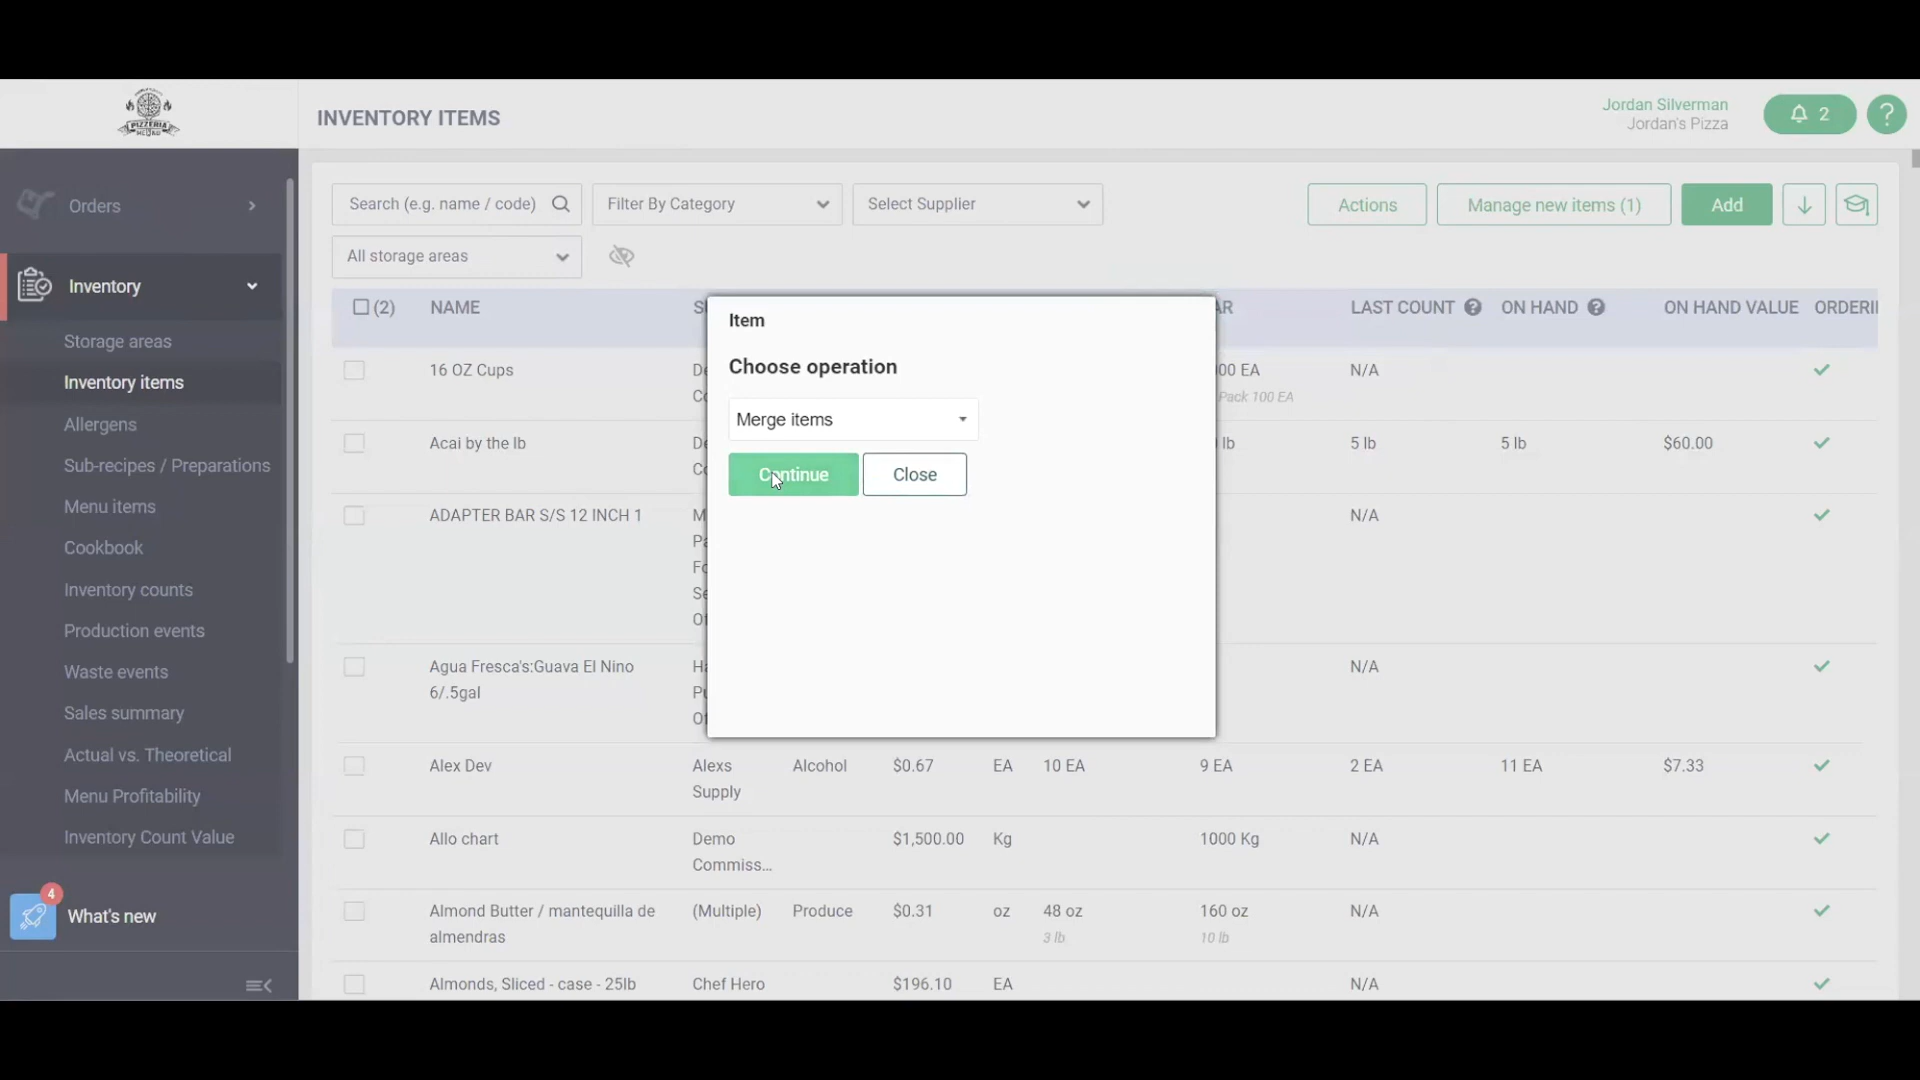 PIZZERIA
INVENTORY ITEMS
Jordan Silverman
Jordan's Pizza
2
?
Orders
Inventory
Storage areas
Inventory items
Allergens
Sub-recipes / Preparations
Menu items
Cookbook
Inventory counts
Production events
Waste events
Sales summary
Actual vs. Theoretical
Menu Profitability
Inventory Count Value
4
What's new
Search (e.g. name / code)
Filter By Category
Select Supplier
Actions
Manage new items (1)
Add
All storage areas
(2) NAME LAST COUNT ? ON HAND ? ON HAND VALUE
16 OZ Cups 00 EA N/A
Pack 100 EA
Acai by the lb lb 5 lb 5 lb $60.00
ADAPTER BAR S/S 12 INCH 1 N/A
Agua Fresca's:Guava El Nino N/A
6/.5gal
Alex Dev Alexs Alcohol $0.67 EA 10 EA 9 EA 2 EA 11 EA $7.33
Supply
Allo chart Demo $1,500.00 Kg 1000 Kg N/A
Commiss...
Almond Butter / mantequilla de (Multiple) Produce $0.31 oz 48 oz 160 oz N/A
almendras 3 lb 10 lb
Almonds, Sliced - case - 25lb Chef Hero $196.10 EA N/A
Item
Choose operation
Merge items
Continue Close